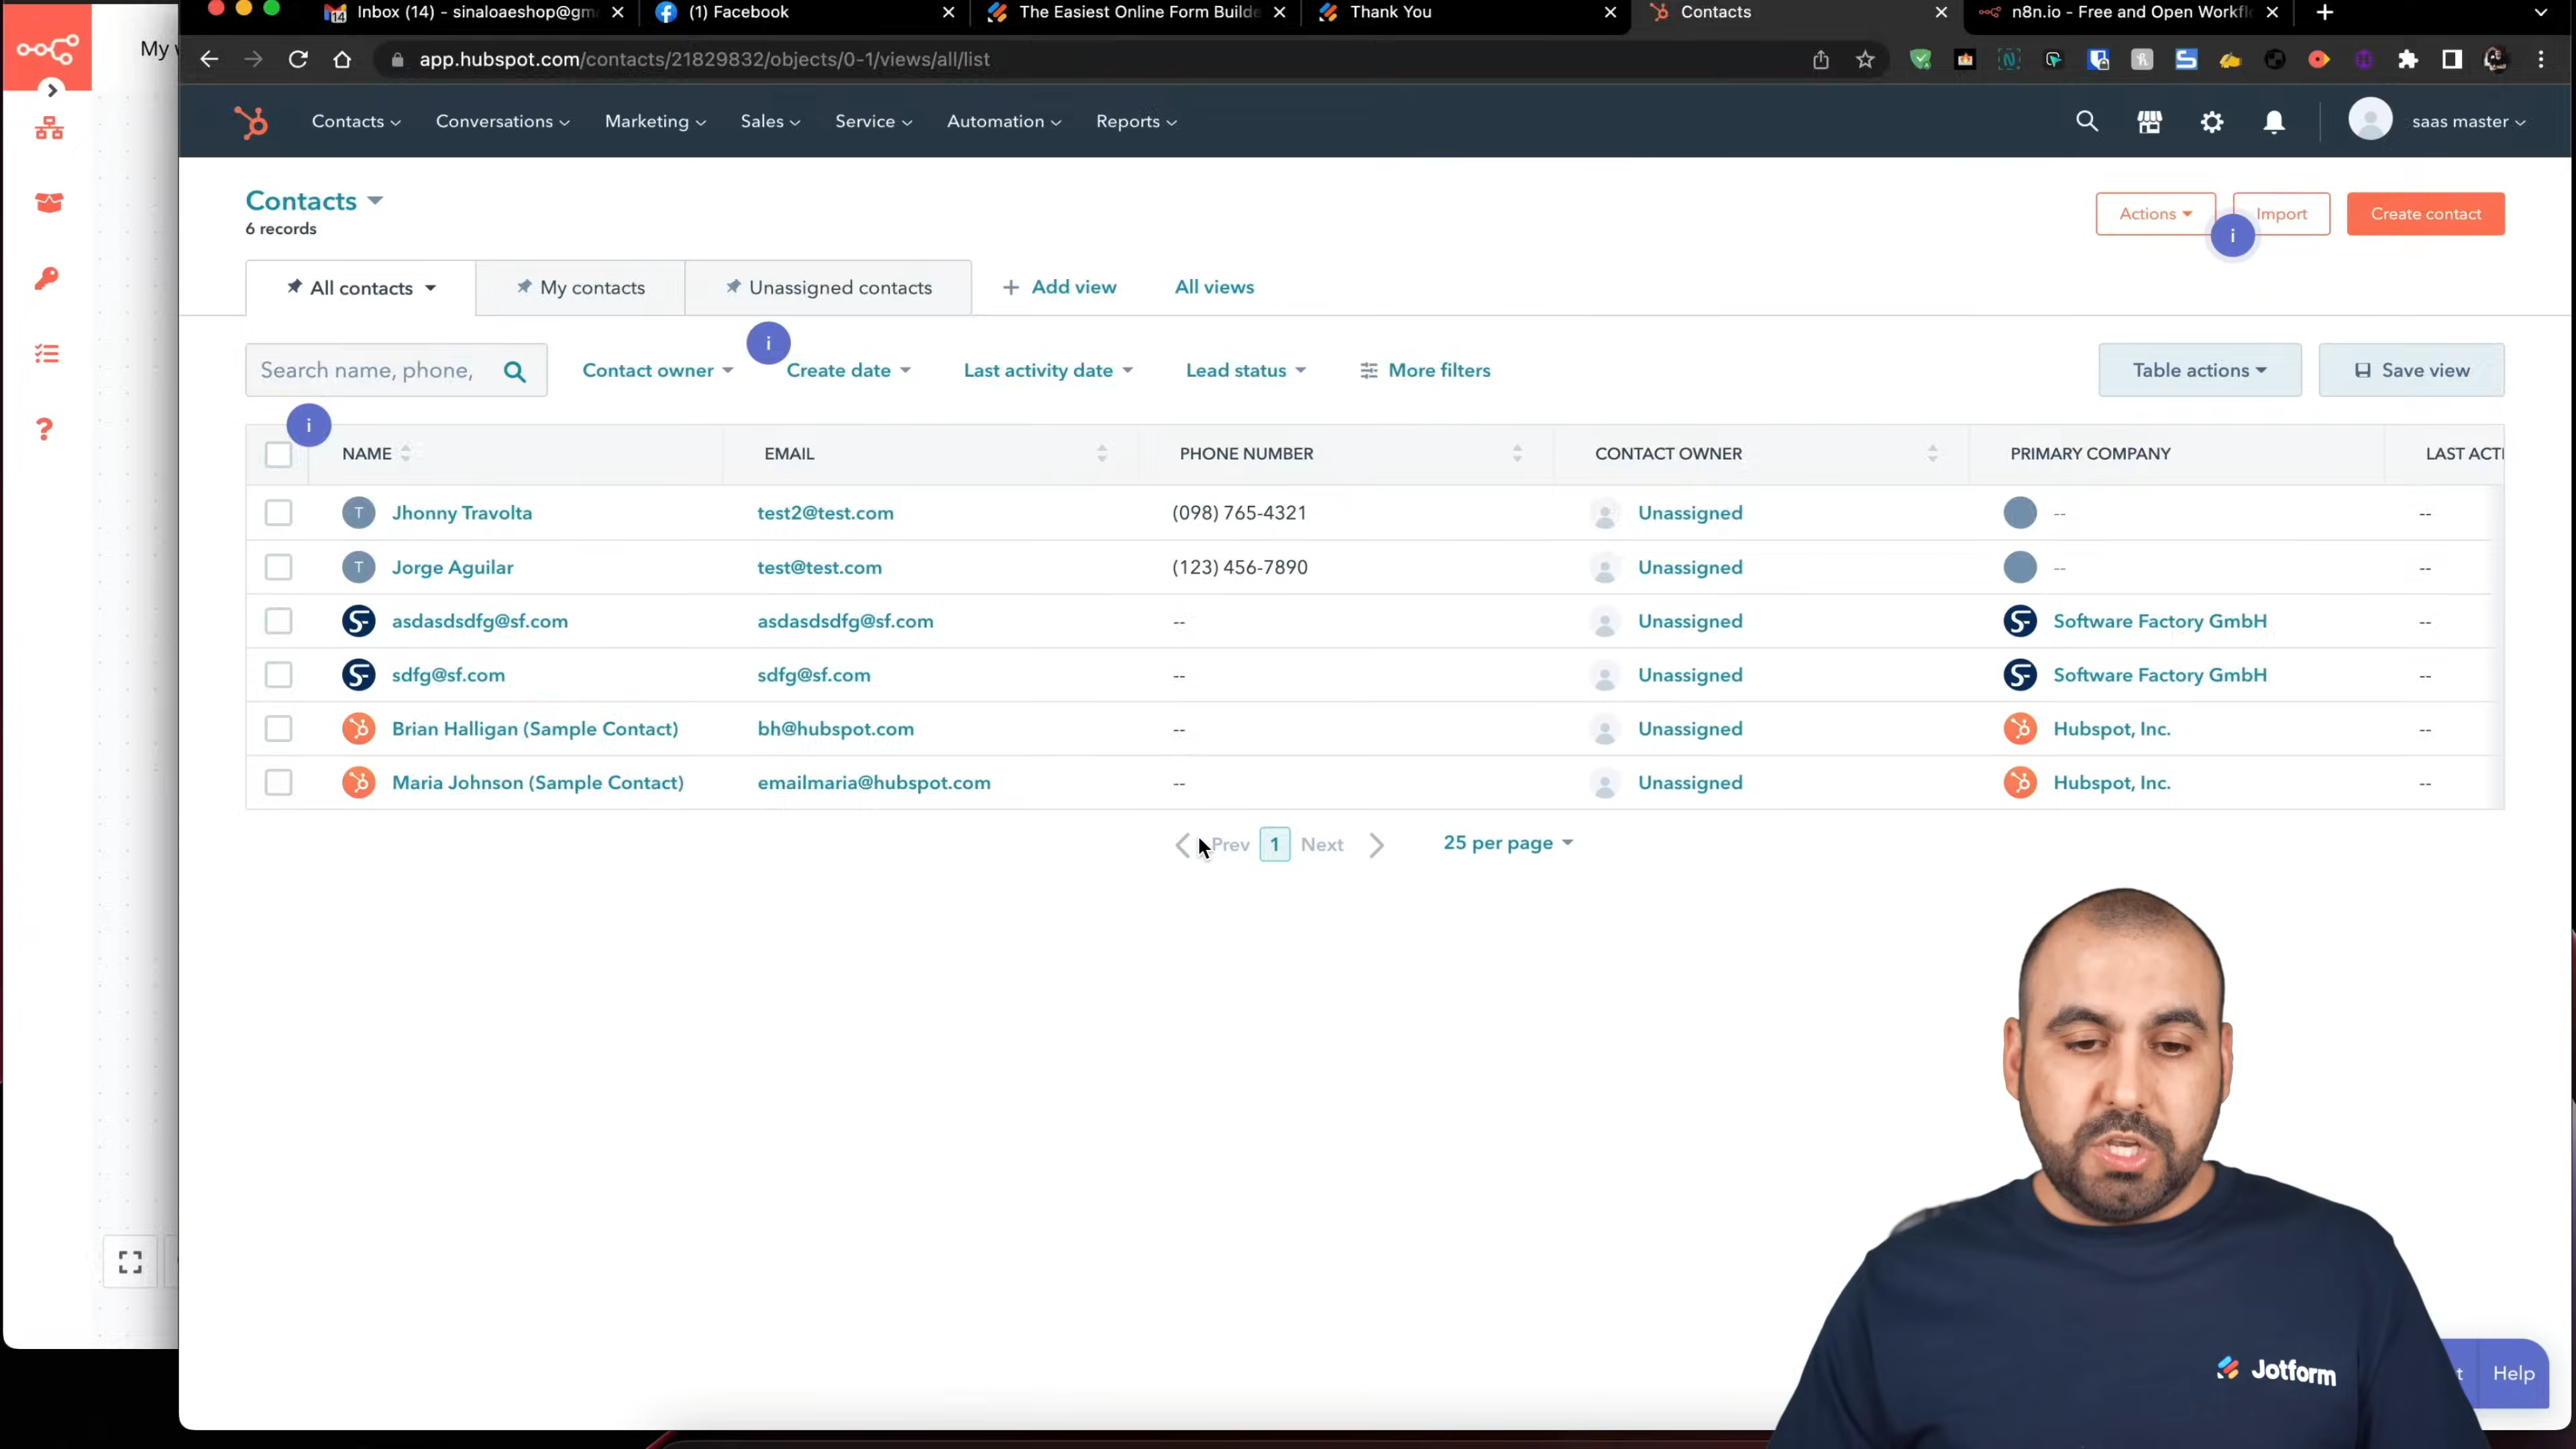 Inbox (14) - sinaloaeshop@gm
(1) Facebook
The Easiest Online Form Builde
Thank You
Contacts
n8n.io - Free and Open Workfl
My
app.hubspot.com/contacts/21829832/objects/0-1/views/all/list
Contacts
Conversations
Marketing
Sales
Service
Automation
Reports
saas master
Contacts
6 records
Actions
Import
Create contact
i
All contacts
My contacts
Unassigned contacts
+ Add view
All views
i
Search name, phone,
Contact owner
Create date
Last activity date
Lead status
More filters
Table actions
Save view
i
NAME
EMAIL
PHONE NUMBER
CONTACT OWNER
PRIMARY COMPANY
LAST ACTI
T Jhonny Travolta test2@test.com (098) 765-4321 Unassigned -- --
T Jorge Aguilar test@test.com (123) 456-7890 Unassigned -- --
S- asdasdsdfg@sf.com asdasdsdfg@sf.com -- Unassigned S- Software Factory GmbH --
S- sdfg@sf.com sdfg@sf.com -- Unassigned S- Software Factory GmbH --
Brian Halligan (Sample Contact) bh@hubspot.com -- Unassigned Hubspot, Inc. --
Maria Johnson (Sample Contact) emailmaria@hubspot.com -- Unassigned Hubspot, Inc. --
Prev 1 Next
25 per page
Jotform
t Help